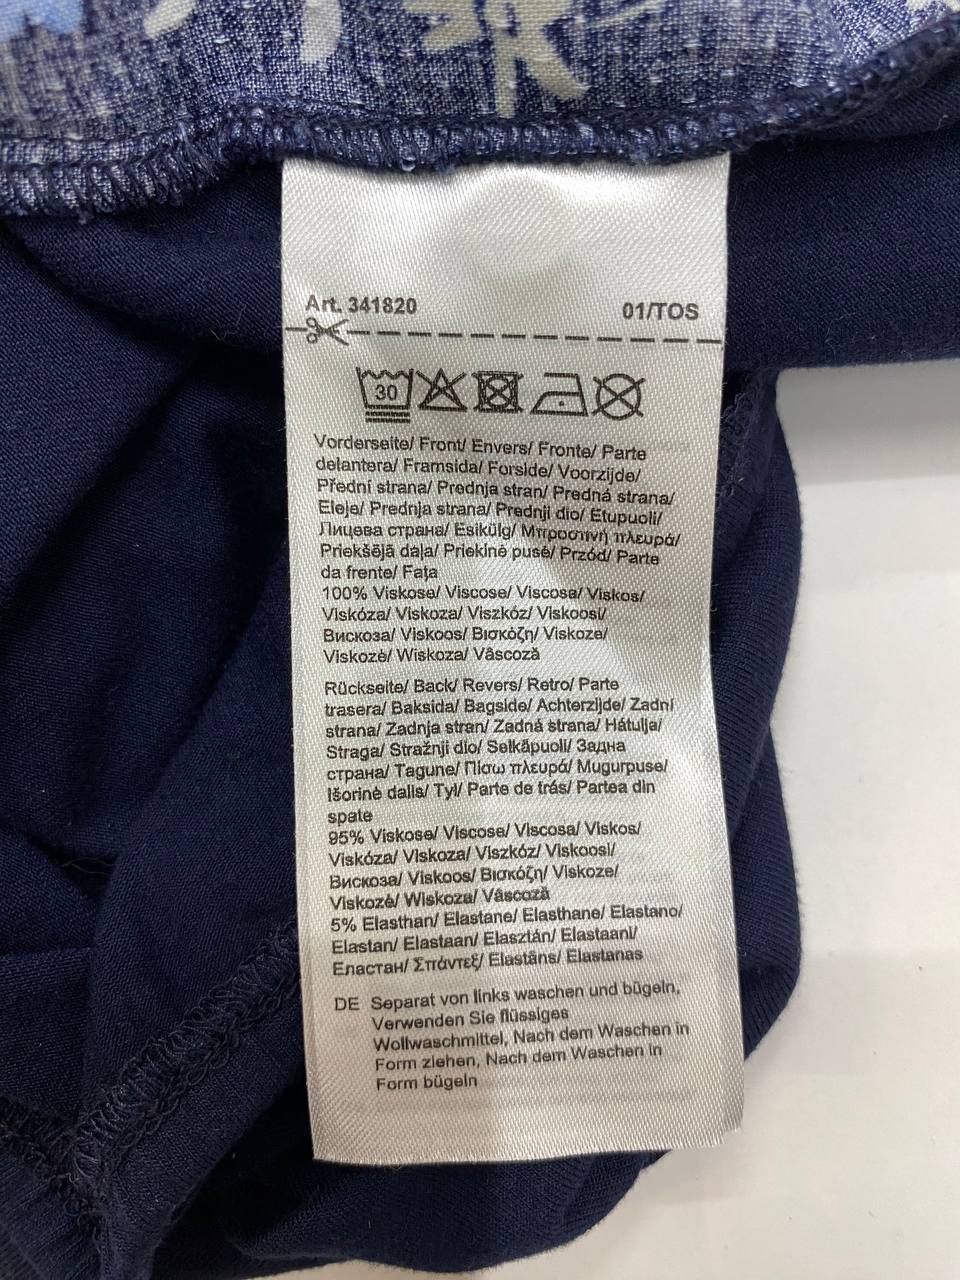 Art. 341820
01/TOS
30
Vorderseite/ Front/ Envers/ Fronte/ Parte
delantera/ Framsida/ Forside/ Voorzijde/
Přední strana/ Prednja stran/ Predná strana/
Eleje/ Prednja strana/ Prednji dio/ Etupuoli/
Лицева страна/ Esikülg/ Μπροστινή πλευρά/
Priekšējā daļa/ Priekinė pusė/ Przód/ Parte
da frente/ Fața
100% Viskose/ Viscose/ Viscosa/ Viskos/
Viskóza/ Viskoza/ Viszkóz/ Viskoosi/
Вискоза/ Viskoos/ Βισκόζη/ Viskoze/
Viskozė/ Wiskoza/ Vâscoză
Rückseite/ Back/ Revers/ Retro/ Parte
trasera/ Baksida/ Bagside/ Achterzijde/ Zadní
strana/ Zadnja stran/ Zadná strana/ Hátulja/
Straga/ Stražnji dio/ Selkäpuoli/ Задна
страна/ Tagune/ Πίσω πλευρά/ Mugurpuse/
Išorinė dalis/ Tył/ Parte de trás/ Partea din
spate
95% Viskose/ Viscose/ Viscosa/ Viskos/
Viskóza/ Viskoza/ Viszkóz/ Viskoosi/
Вискоза/ Viskoos/ Βισκόζη/ Viskoze/
Viskozė/ Wiskoza/ Vâscoză
5% Elasthan/ Elastane/ Elasthane/ Elastano/
Elastan/ Elastaan/ Elasztán/ Elastaani/
Еластан/ Σπάντεξ/ Elastāns/ Elastanas
DE Separat von links waschen und bügeln,
Verwenden Sie flüssiges
Wollwaschmittel, Nach dem Waschen in
Form ziehen, Nach dem Waschen in
Form bügeln